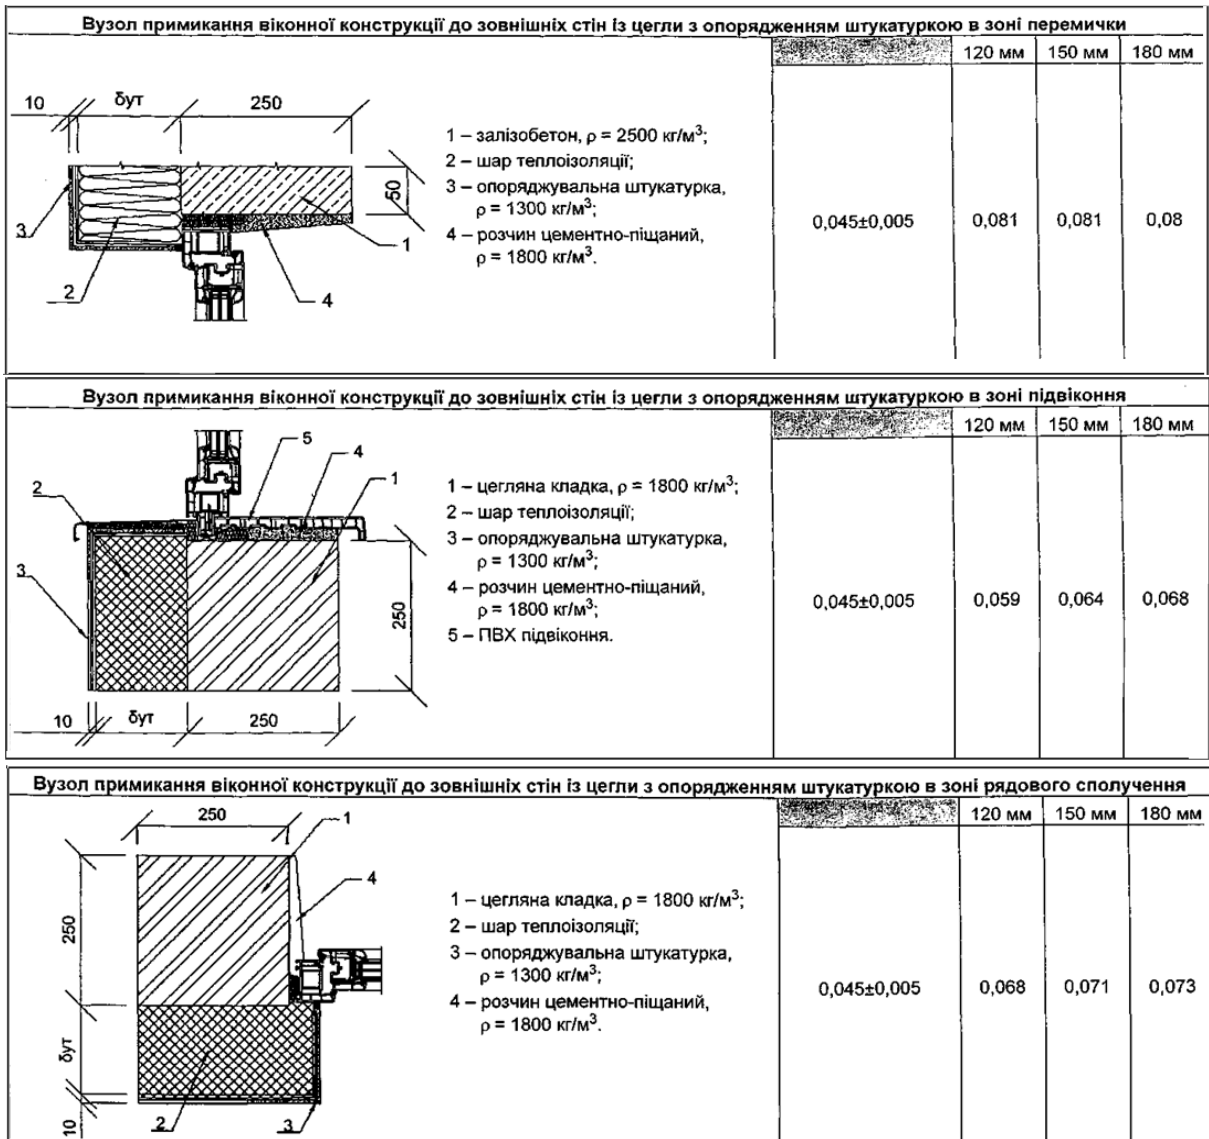 Вузол примикання віконної конструкції до зовнішніх стін із цегли з опорядженням штукатуркою в зоні перемички
120 мм 150 мм 180 мм
10 δут 250
50
3
2
1
4
1 – залізобетон, ρ = 2500 кг/м³;
2 – шар теплоізоляції;
3 – опоряджувальна штукатурка,
ρ = 1300 кг/м³;
4 – розчин цементно-піщаний,
ρ = 1800 кг/м³.
0,045±0,005 0,081 0,081 0,08
Вузол примикання віконної конструкції до зовнішніх стін із цегли з опорядженням штукатуркою в зоні підвіконня
120 мм 150 мм 180 мм
5
4
1
2
3
250
10 δут 250
1 – цегляна кладка, ρ = 1800 кг/м³;
2 – шар теплоізоляції;
3 – опоряджувальна штукатурка,
ρ = 1300 кг/м³;
4 – розчин цементно-піщаний,
ρ = 1800 кг/м³;
5 – ПВХ підвіконня.
0,045±0,005 0,059 0,064 0,068
Вузол примикання віконної конструкції до зовнішніх стін із цегли з опорядженням штукатуркою в зоні рядового сполучення
120 мм 150 мм 180 мм
250
1
4
250
δут
10
2
3
1 – цегляна кладка, ρ = 1800 кг/м³;
2 – шар теплоізоляції;
3 – опоряджувальна штукатурка,
ρ = 1300 кг/м³;
4 – розчин цементно-піщаний,
ρ = 1800 кг/м³.
0,045±0,005 0,068 0,071 0,073